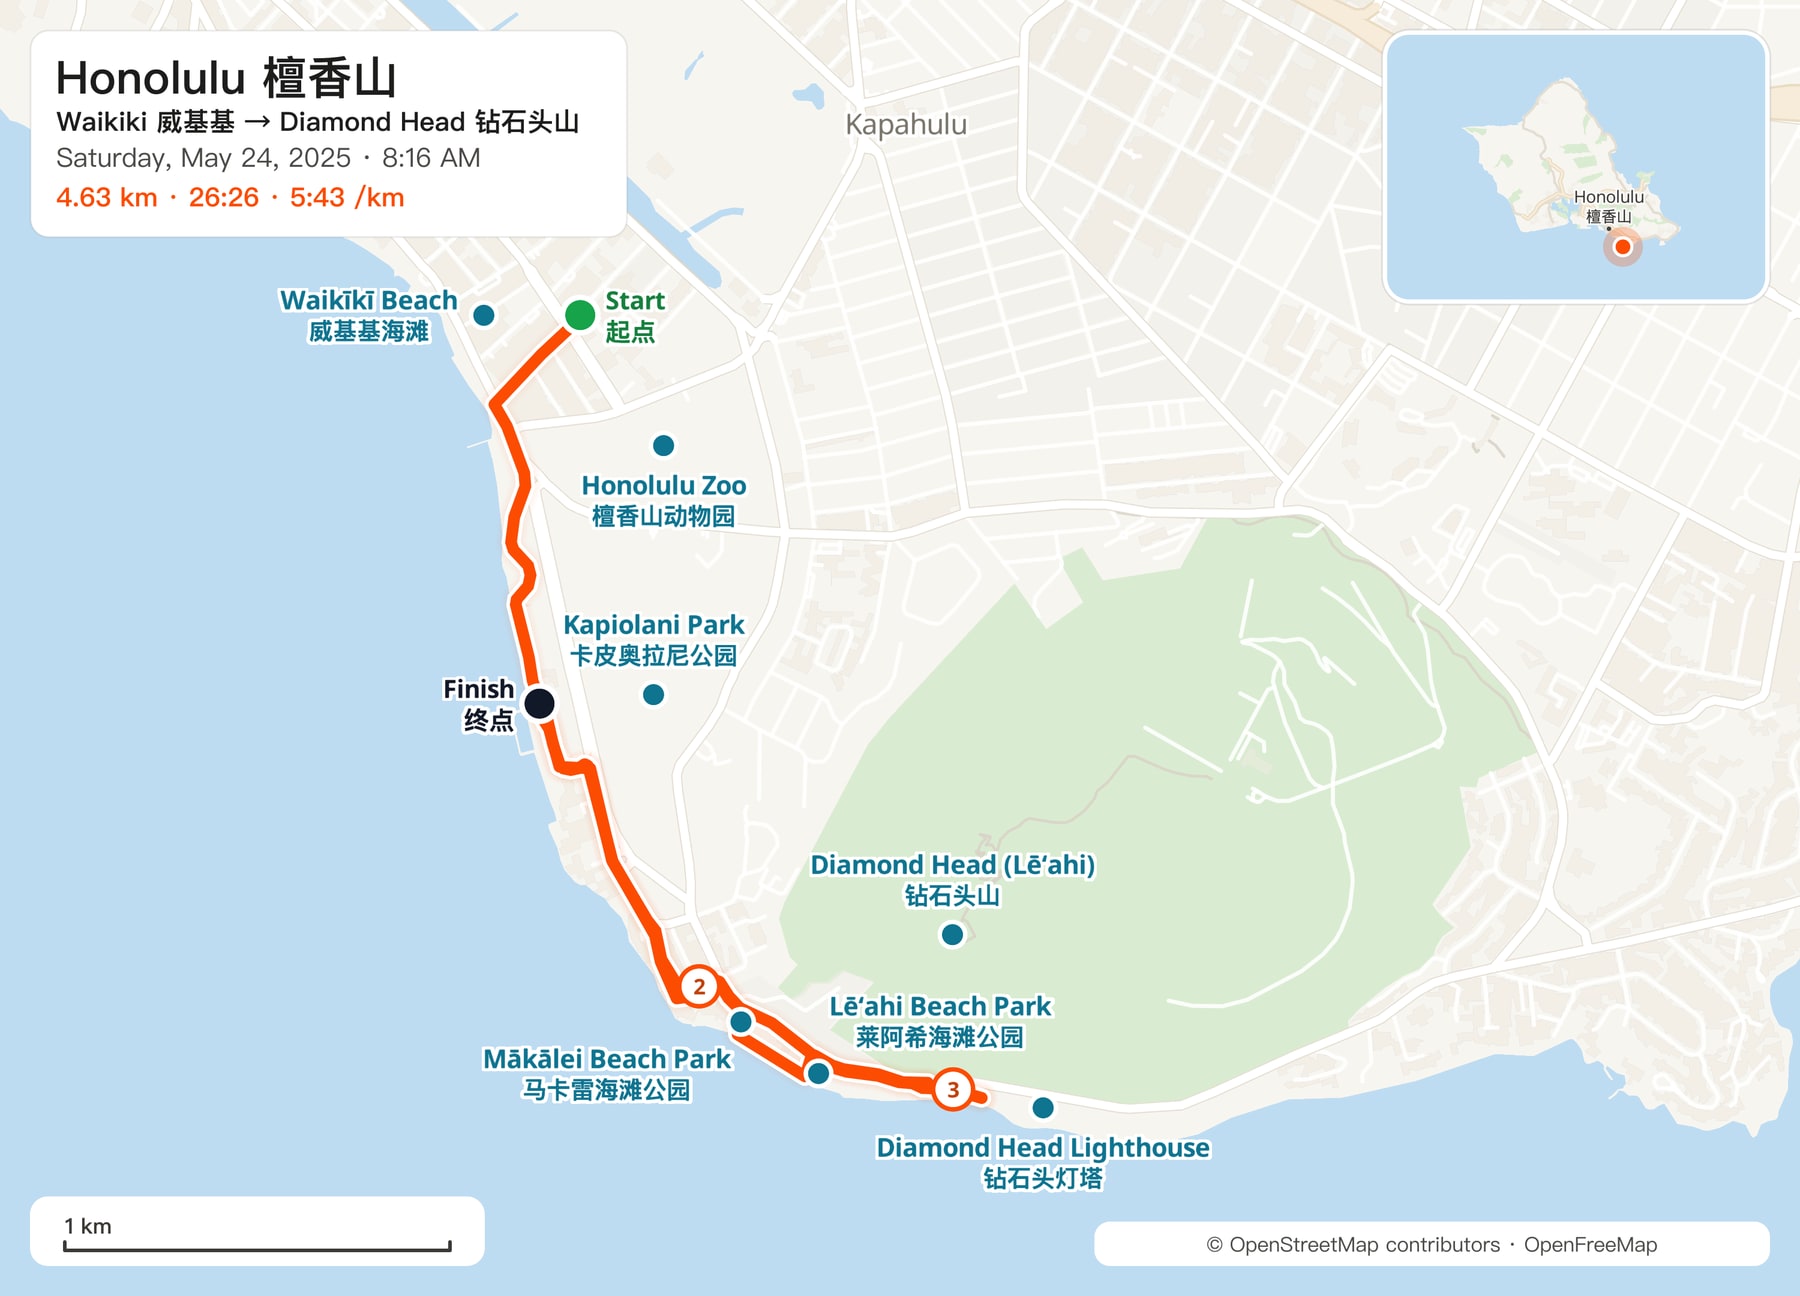 Honolulu 檀香山
Waikiki 威基基 → Diamond Head 钻石头山
Saturday, May 24, 2025 · 8:16 AM
4.63 km · 26:26 · 5:43 /km
Kapahulu
Honolulu
檀香山
Waikīkī Beach
威基基海滩
Start
起点
Honolulu Zoo
檀香山动物园
Kapiolani Park
卡皮奥拉尼公园
Finish
终点
Diamond Head (Lēʻahi)
钻石头山
2
Lēʻahi Beach Park
莱阿希海滩公园
Mākālei Beach Park
马卡雷海滩公园
3
Diamond Head Lighthouse
钻石头灯塔
1 km
© OpenStreetMap contributors · OpenFreeMap